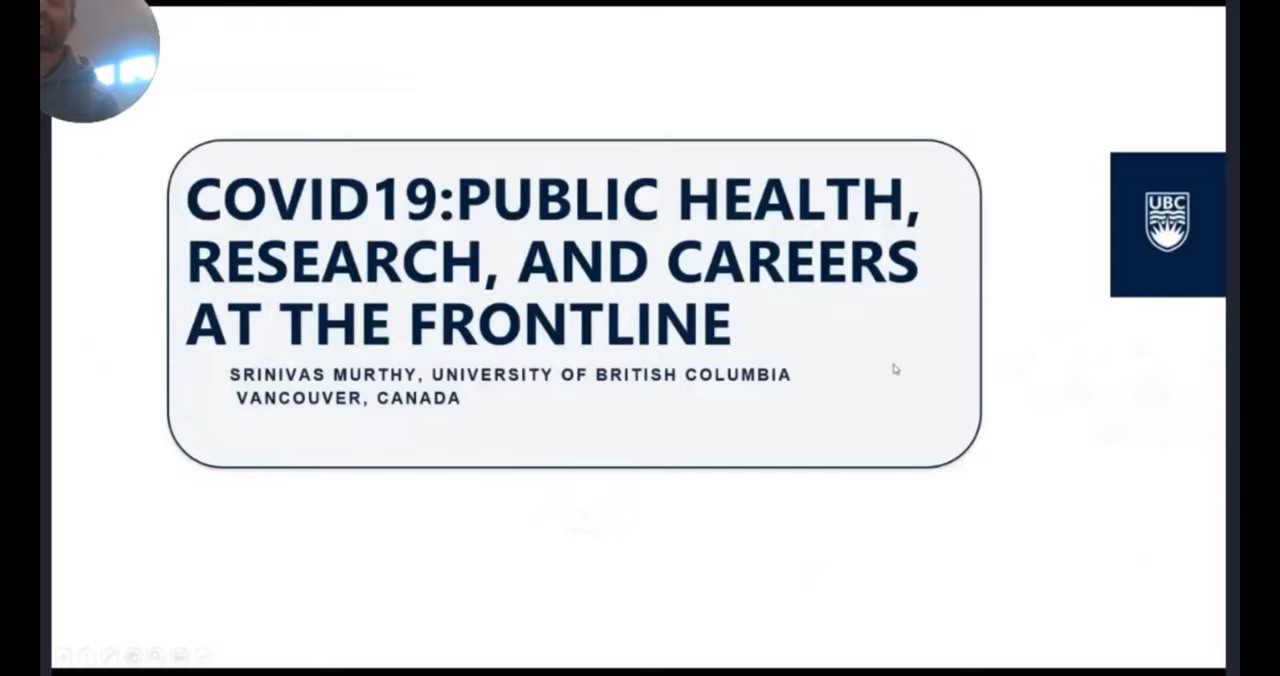 COVID19:PUBLIC HEALTH,
RESEARCH, AND CAREERS
AT THE FRONTLINE
SRINIVAS MURTHY, UNIVERSITY OF BRITISH COLUMBIA
VANCOUVER, CANADA
UBC